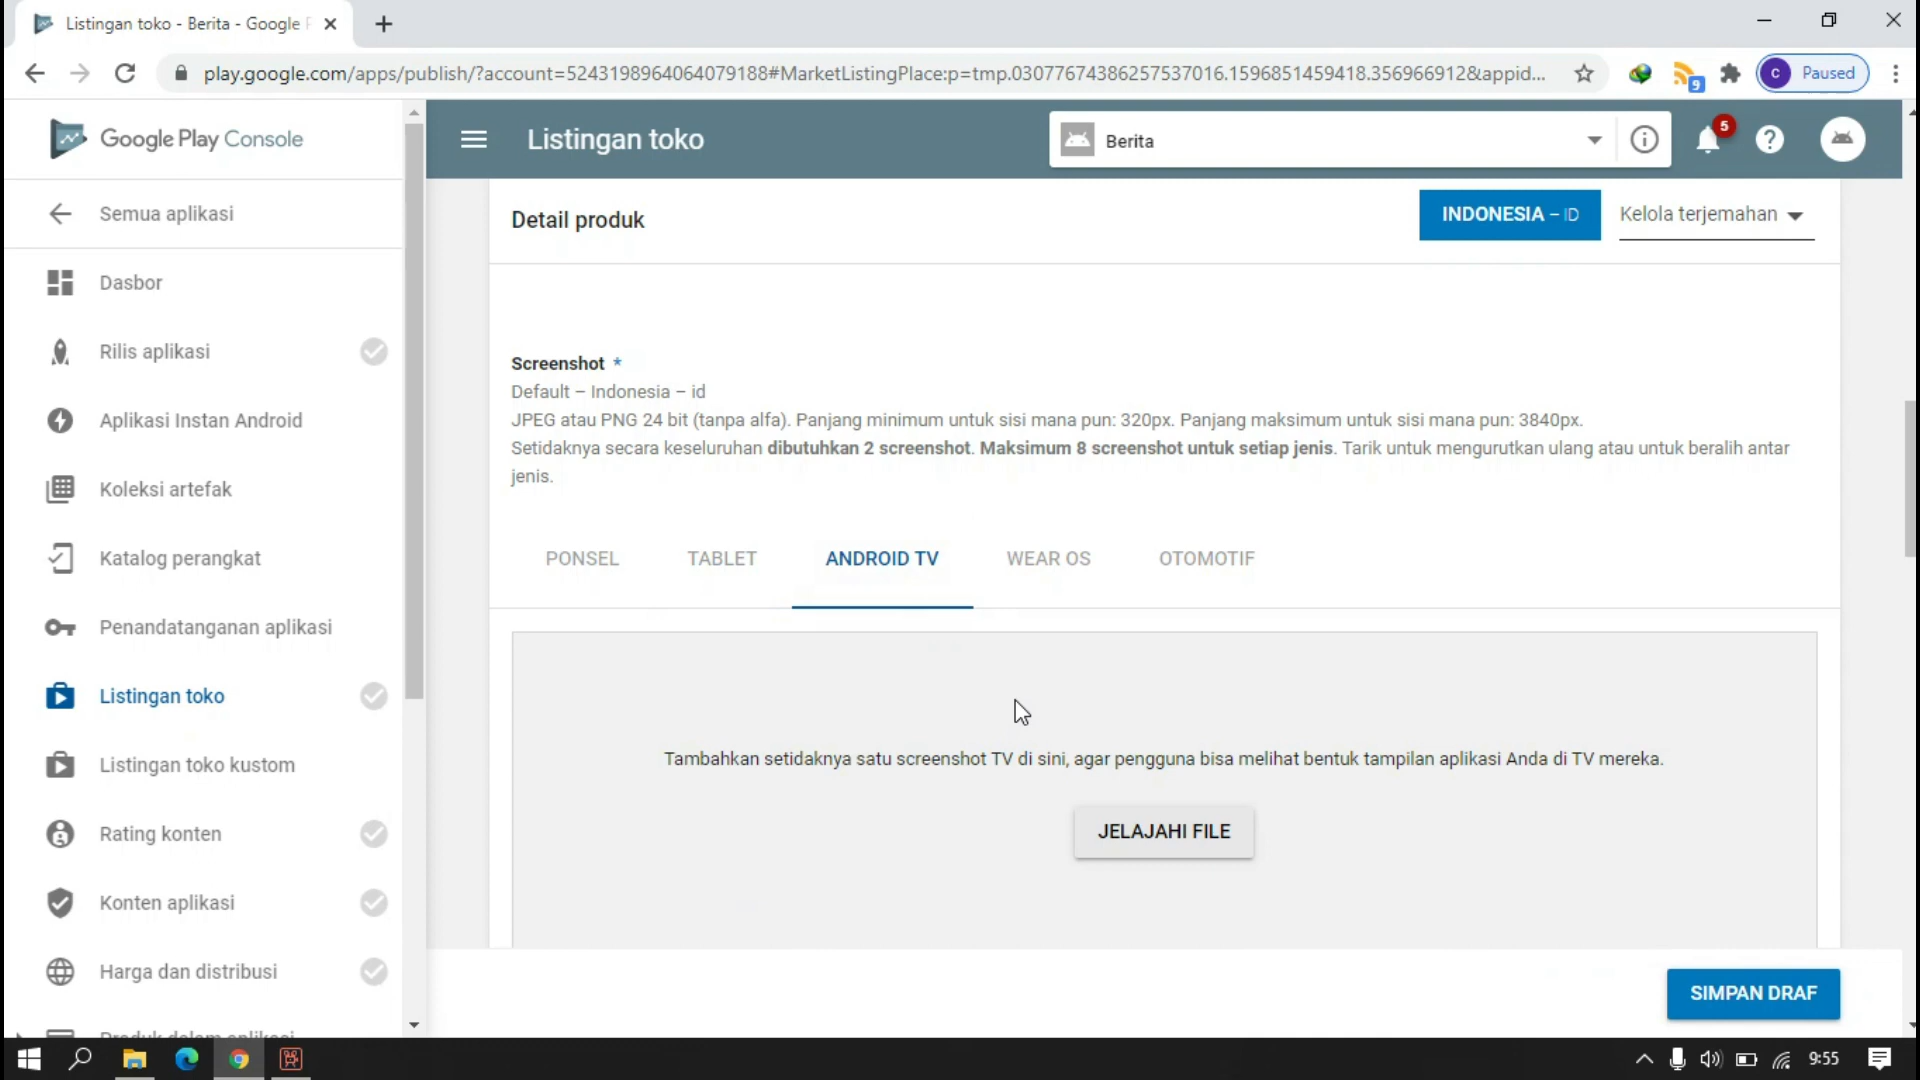 Listingan toko - Berita - Google
play.google.com/apps/publish/?account=5243198964064079188#MarketListingPlace:p=tmp.03077674386257537016.1596851459418.356966912&appid...
9
C
Paused
Google Play Console
Listingan toko
Berita
5
Semua aplikasi
Dasbor
Rilis aplikasi
Aplikasi Instan Android
Koleksi artefak
Katalog perangkat
Penandatanganan aplikasi
Listingan toko
Listingan toko kustom
Rating konten
Konten aplikasi
Harga dan distribusi
Produk dalam aplikasi
Detail produk
INDONESIA – ID
Kelola terjemahan
Screenshot *
Default – Indonesia – id
JPEG atau PNG 24 bit (tanpa alfa). Panjang minimum untuk sisi mana pun: 320px. Panjang maksimum untuk sisi mana pun: 3840px.
Setidaknya secara keseluruhan dibutuhkan 2 screenshot. Maksimum 8 screenshot untuk setiap jenis. Tarik untuk mengurutkan ulang atau untuk beralih antar
jenis.
PONSEL
TABLET
ANDROID TV
WEAR OS
OTOMOTIF
Tambahkan setidaknya satu screenshot TV di sini, agar pengguna bisa melihat bentuk tampilan aplikasi Anda di TV mereka.
JELAJAHI FILE
SIMPAN DRAF
9:55